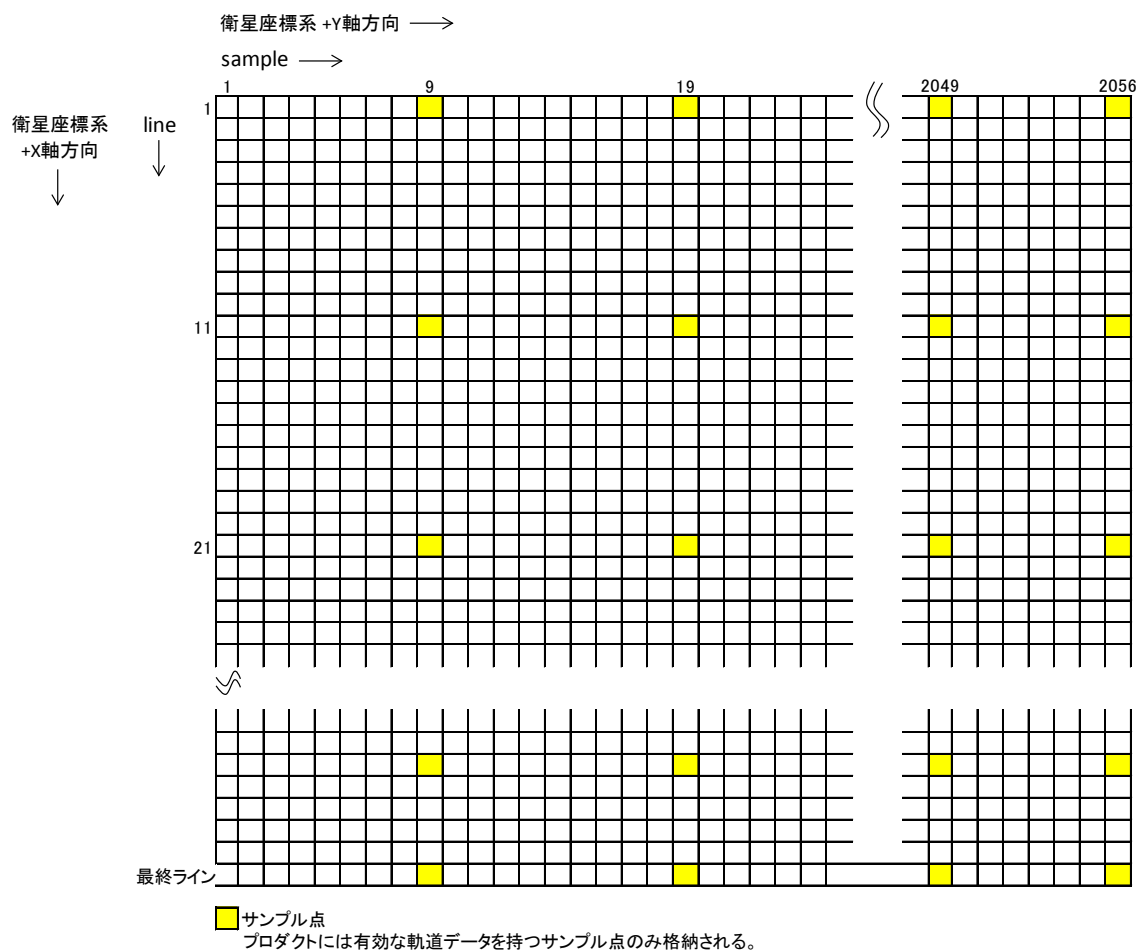 衛星座標系 +Y軸方向
sample
1 9 19 2049 2056
1
衛星座標系
+X軸方向
line
11
21
最終ライン
サンプル点
プロダクトには有効な軌道データを持つサンプル点のみ格納される。